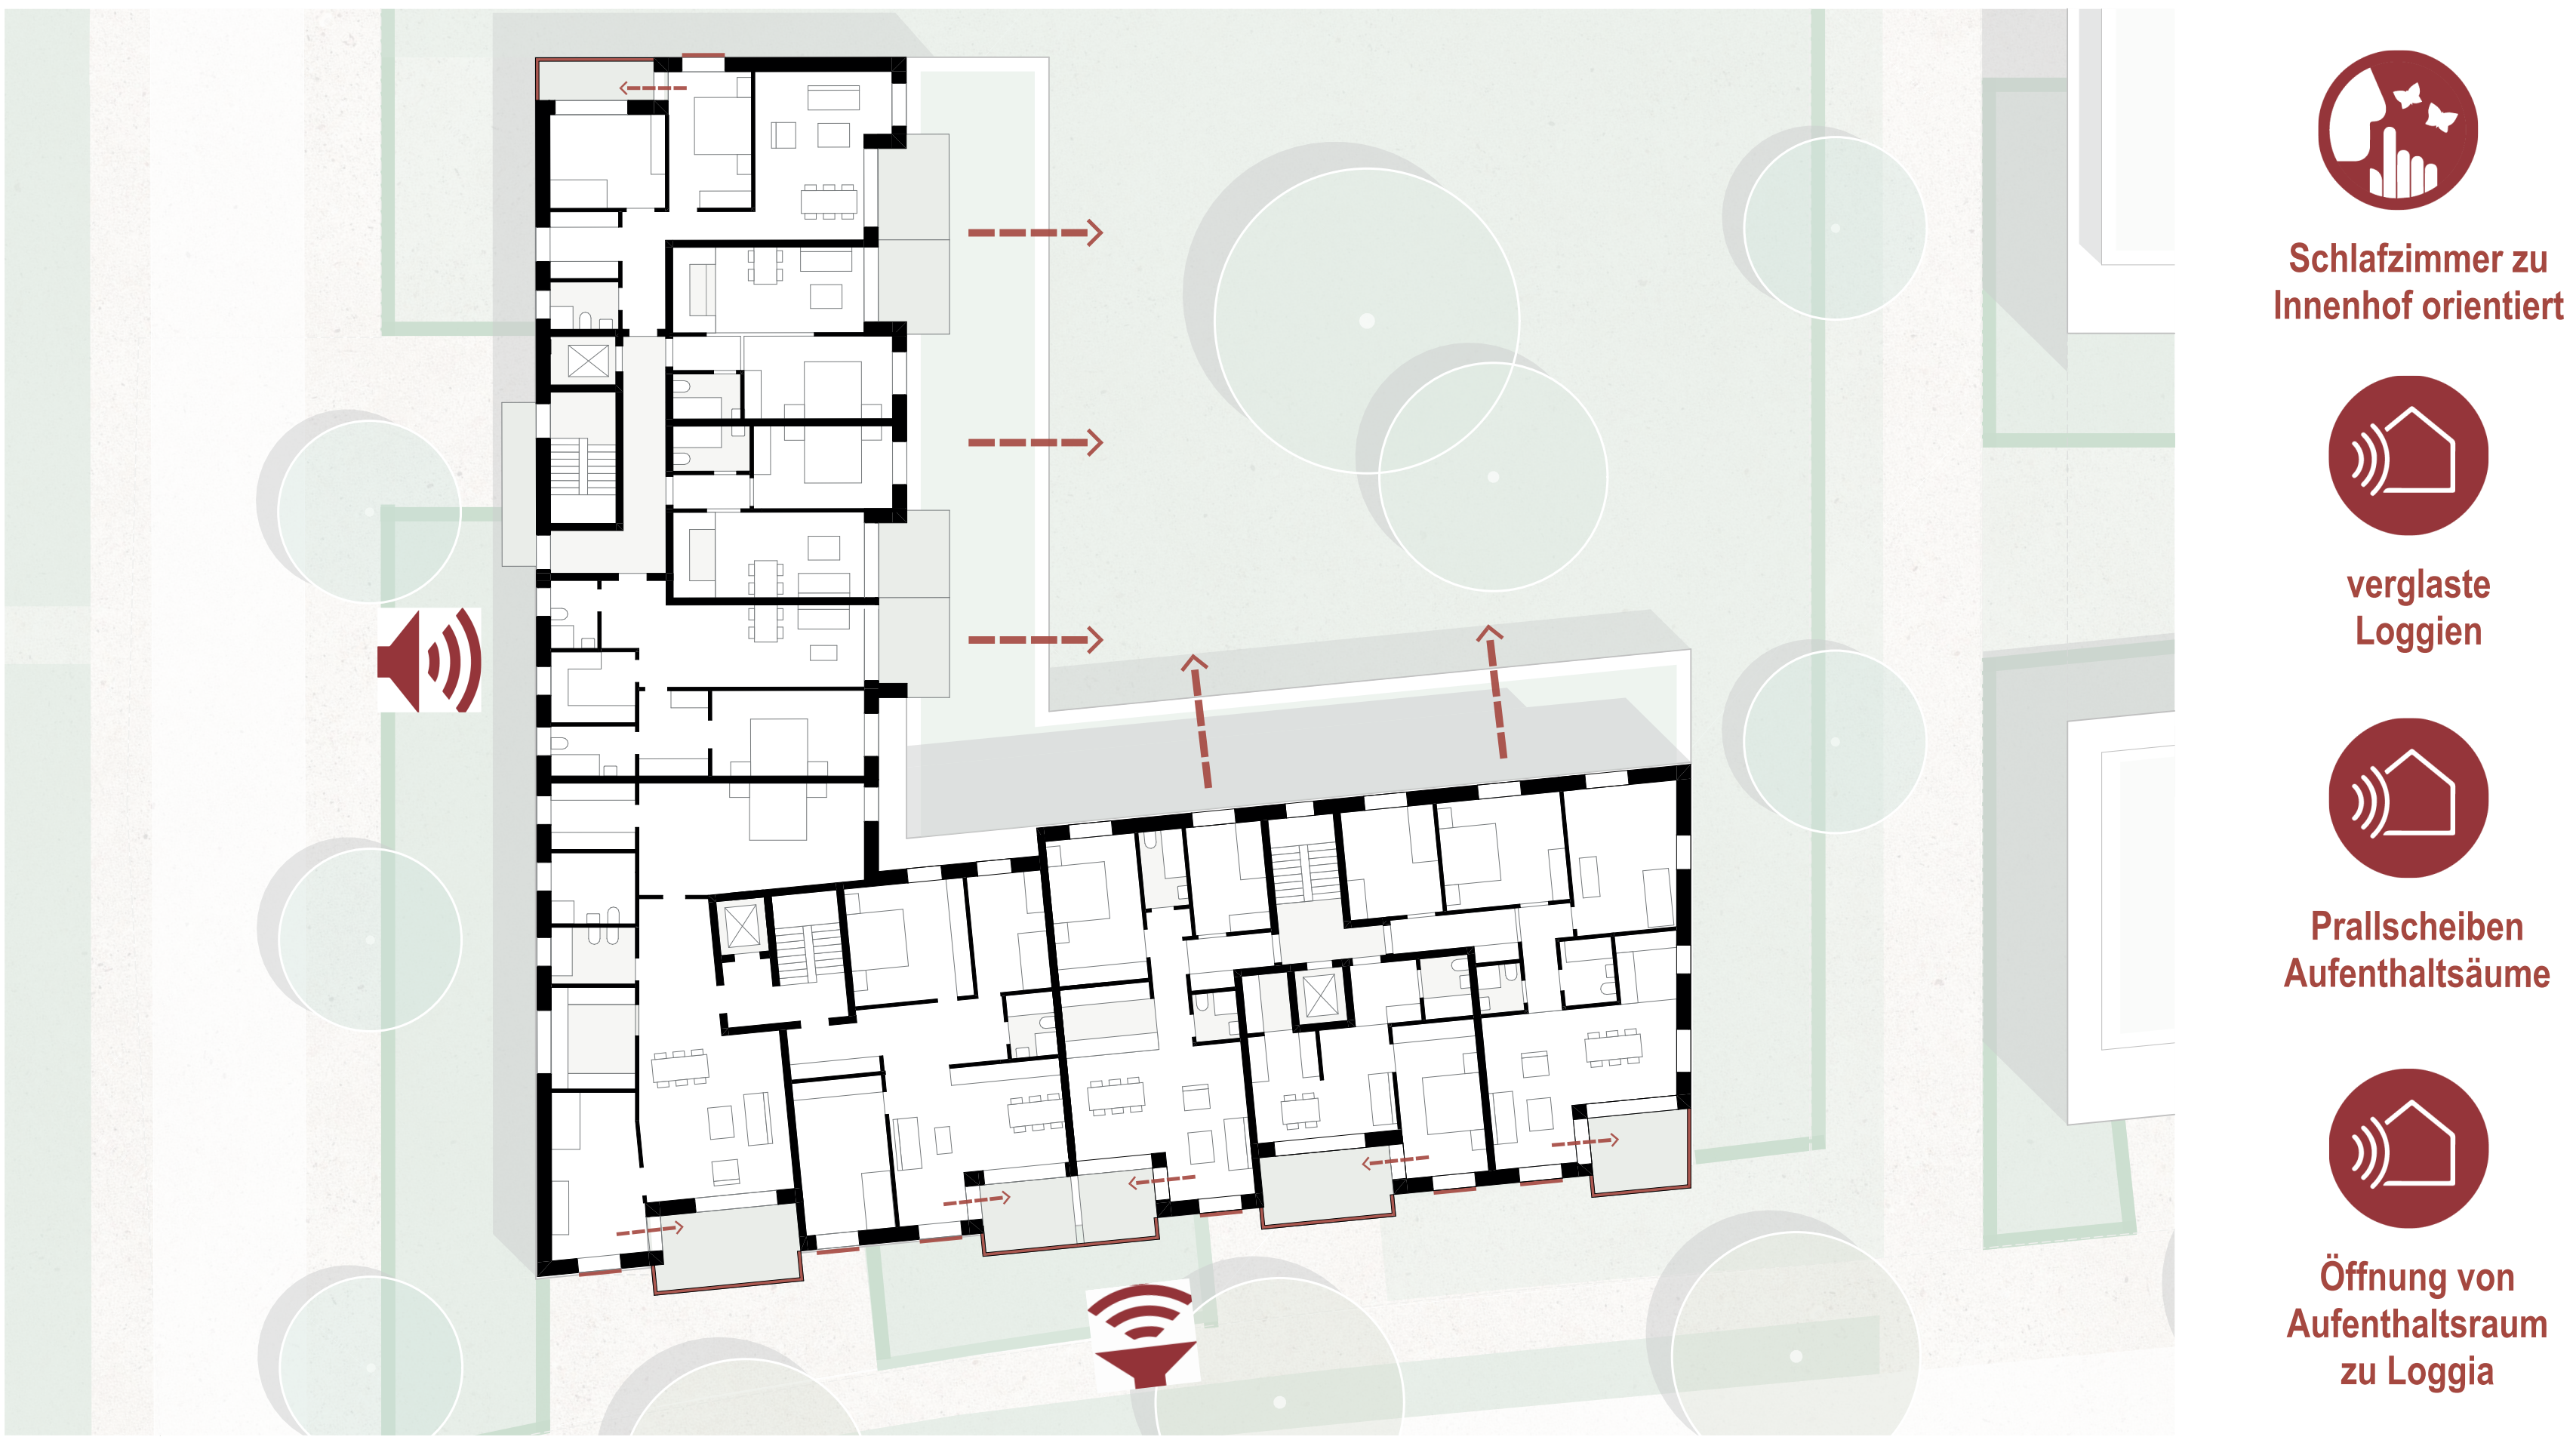 Schlafzimmer zu
Innenhof orientiert
verglaste
Loggien
Prallscheiben
Aufenthaltsäume
Öffnung von
Aufenthaltsraum
zu Loggia